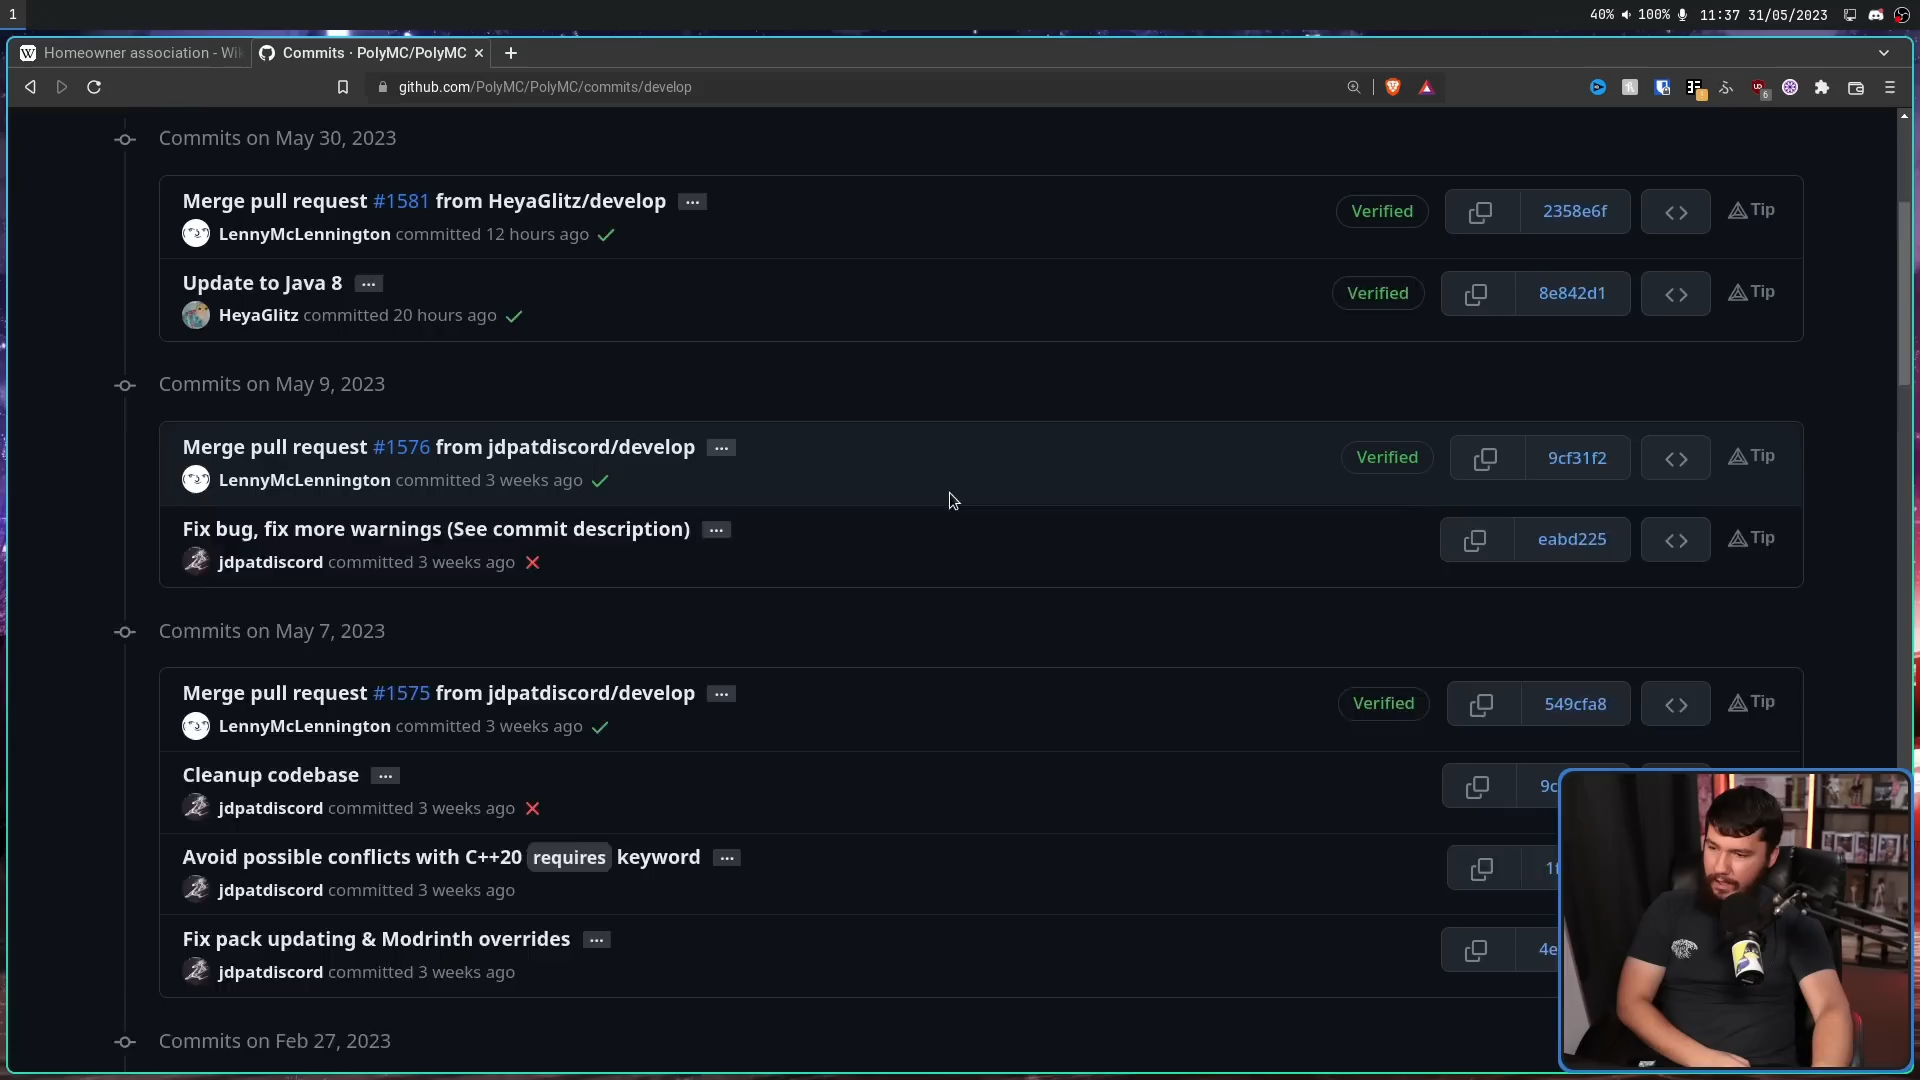 1
40% 100% 11:37 31/05/2023
Homeowner association - Wi
Commits · PolyMC/PolyMC
github.com/PolyMC/PolyMC/commits/develop
6
Commits on May 30, 2023
Merge pull request #1581 from HeyaGlitz/develop ...
LennyMcLennington committed 12 hours ago
Verified 2358e6f <> Tip
Update to Java 8 ...
HeyaGlitz committed 20 hours ago
Verified 8e842d1 <> Tip
Commits on May 9, 2023
Merge pull request #1576 from jdpatdiscord/develop ...
LennyMcLennington committed 3 weeks ago
Verified 9cf31f2 <> Tip
Fix bug, fix more warnings (See commit description) ...
jdpatdiscord committed 3 weeks ago
eabd225 <> Tip
Commits on May 7, 2023
Merge pull request #1575 from jdpatdiscord/develop ...
LennyMcLennington committed 3 weeks ago
Verified 549cfa8 <> Tip
Cleanup codebase ...
jdpatdiscord committed 3 weeks ago
9c
Avoid possible conflicts with C++20 requires keyword ...
jdpatdiscord committed 3 weeks ago
1f
Fix pack updating & Modrinth overrides ...
jdpatdiscord committed 3 weeks ago
4e
Commits on Feb 27, 2023